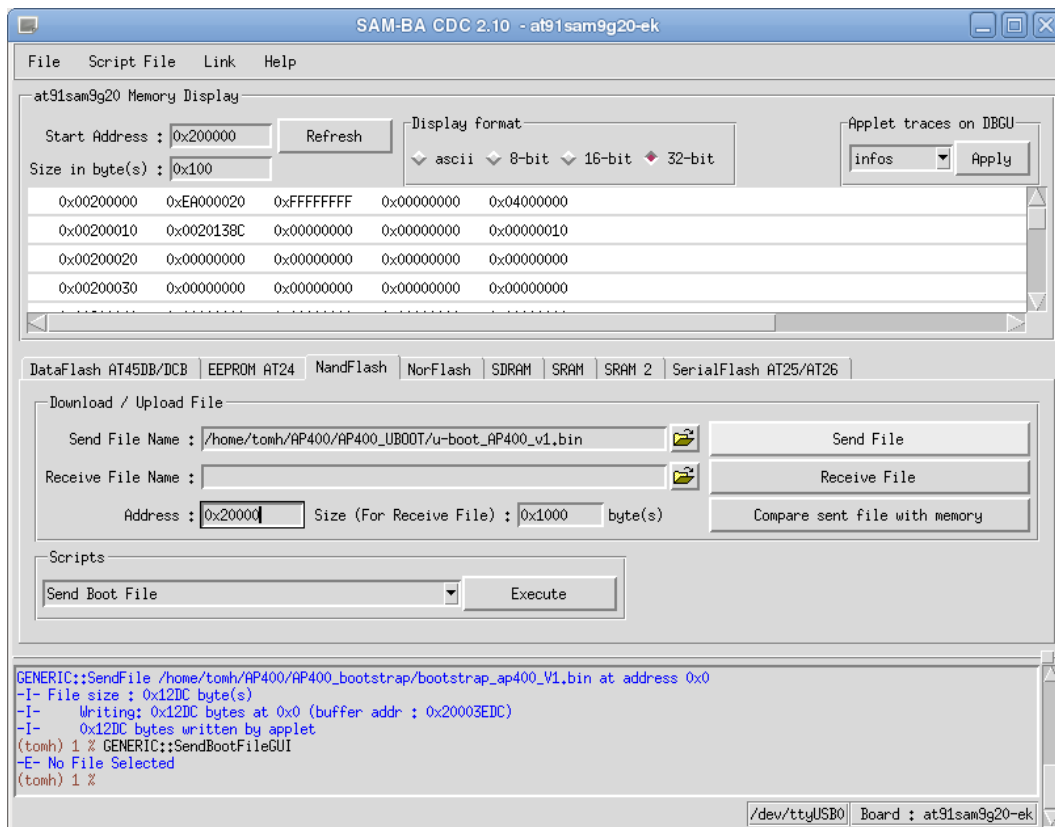 SAM-BA CDC 2.10 - at91sam9g20-ek
File Script File Link Help
at91sam9g20 Memory Display
Start Address : 0x200000 Refresh
Size in byte(s) : 0x100
Display format
ascii 8-bit 16-bit 32-bit
Applet traces on DBGU
infos Apply
0x00200000 0xEA000020 0xFFFFFFFF 0x00000000 0x04000000
0x00200010 0x0020138C 0x00000000 0x00000000 0x00000010
0x00200020 0x00000000 0x00000000 0x00000000 0x00000000
0x00200030 0x00000000 0x00000000 0x00000000 0x00000000
DataFlash AT45DB/DCB EEPROM AT24 NandFlash NorFlash SDRAM SRAM SRAM 2 SerialFlash AT25/AT26
Download / Upload File
Send File Name : /home/tomh/AP400/AP400_UBOOT/u-boot_AP400_v1.bin Send File
Receive File Name : Receive File
Address : 0x20000 Size (For Receive File) : 0x1000 byte(s) Compare sent file with memory
Scripts
Send Boot File Execute
GENERIC::SendFile /home/tomh/AP400/AP400_bootstrap/bootstrap_ap400_V1.bin at address 0x0
-I- File size : 0x12DC byte(s)
-I- Writing: 0x12DC bytes at 0x0 (buffer addr : 0x20003EDC)
-I- 0x12DC bytes written by applet
(tomh) 1 % GENERIC::SendBootFileGUI
-E- No File Selected
(tomh) 1 %
/dev/ttyUSB0 Board : at91sam9g20-ek